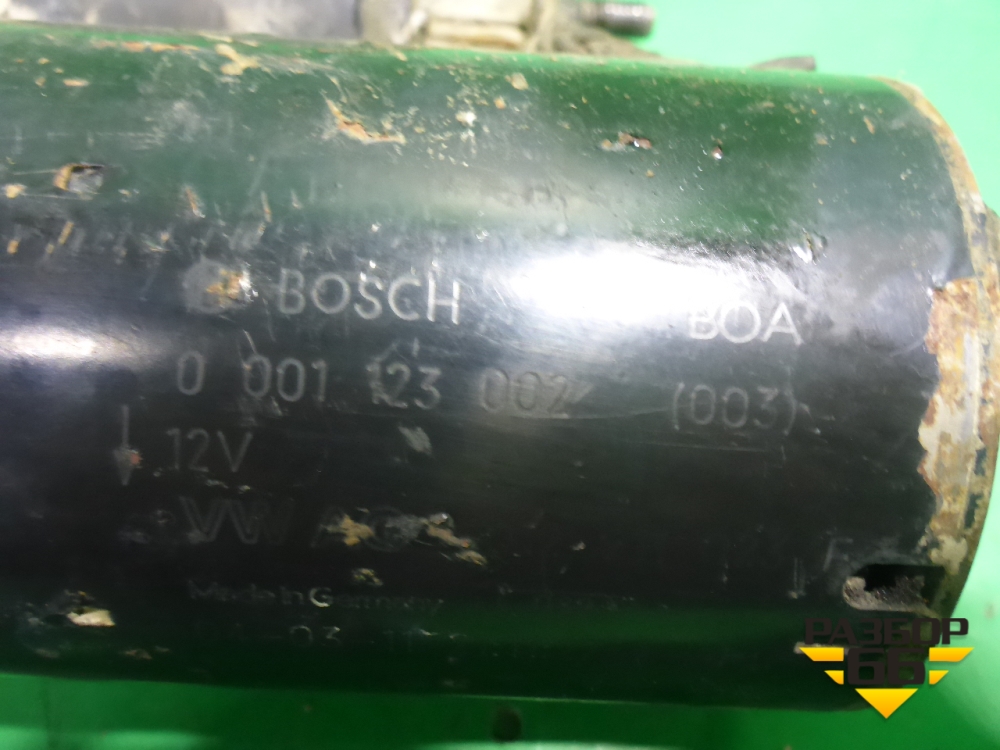 BOSCH BOA
0 001 123 002 (003)
12V
VW AG
Made in Germany
РАЗБОР
66